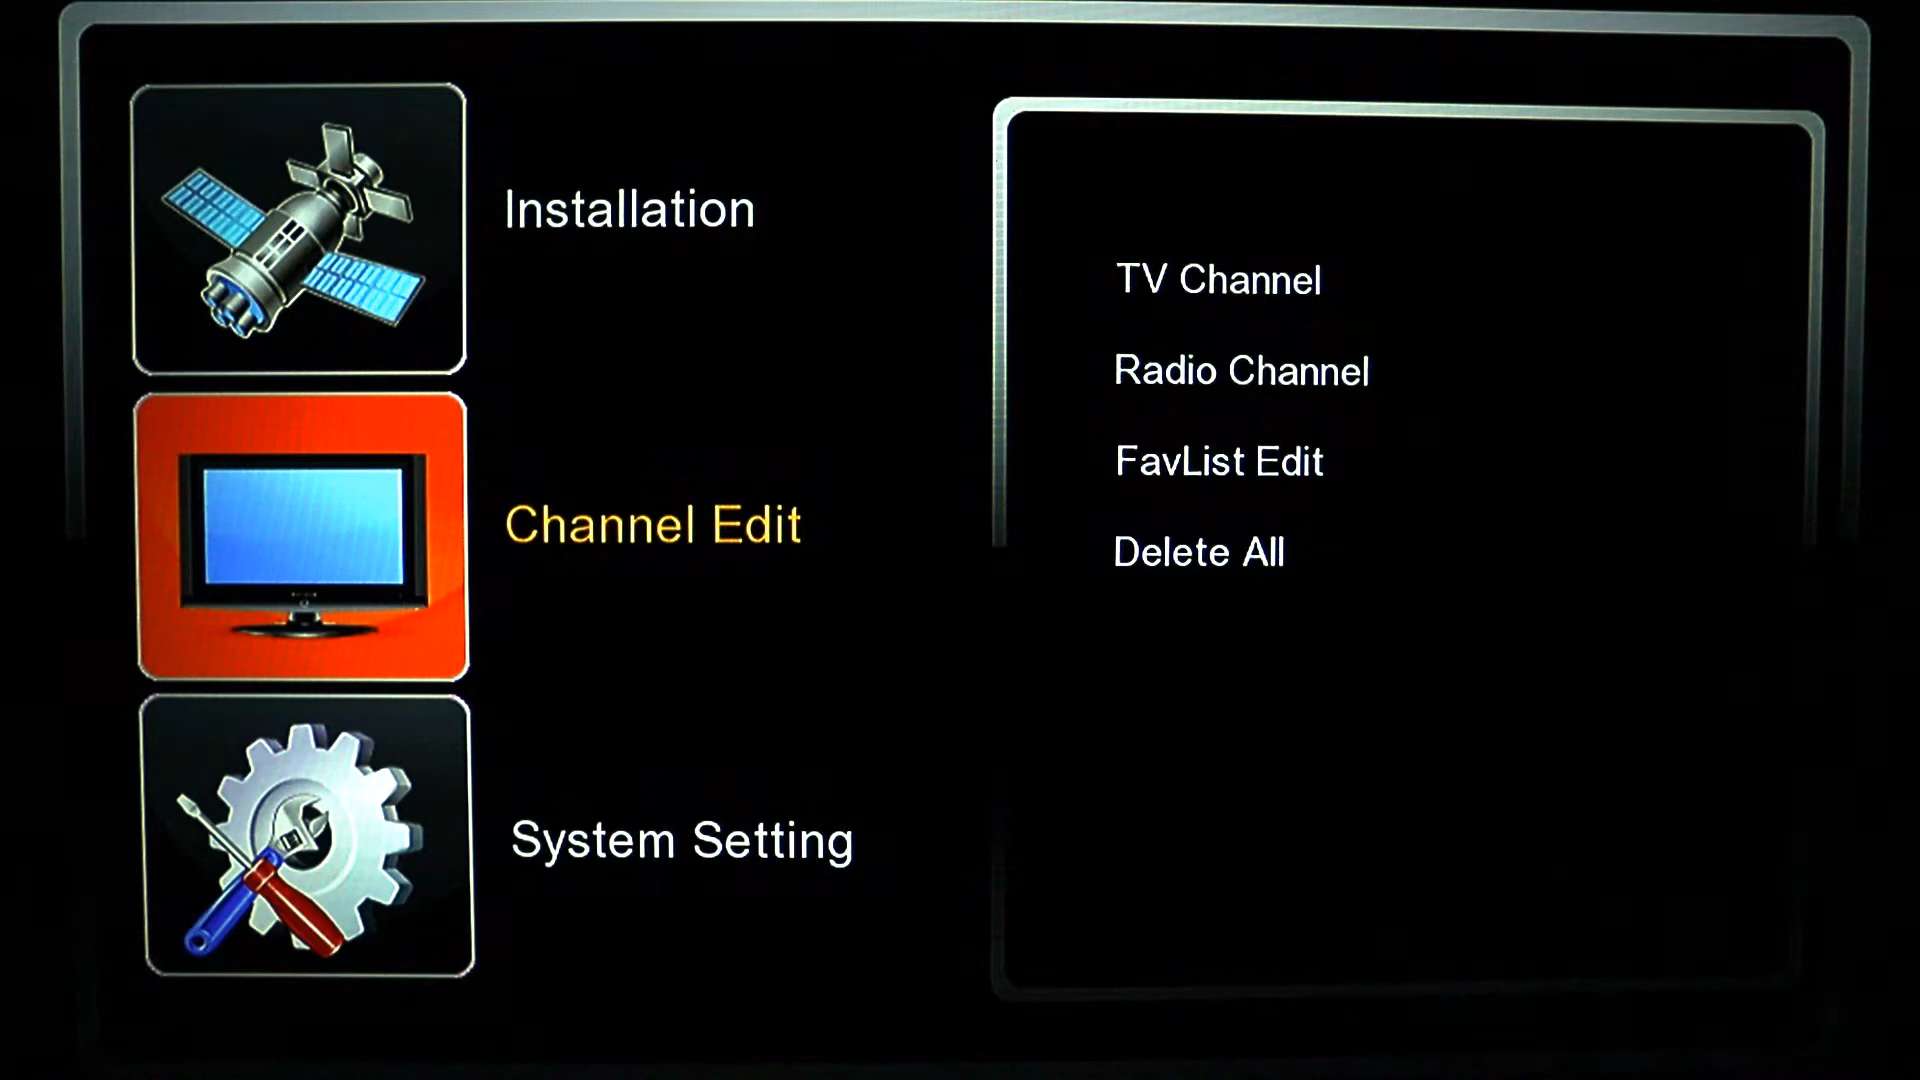 Installation
Channel Edit
System Setting
TV Channel
Radio Channel
FavList Edit
Delete All